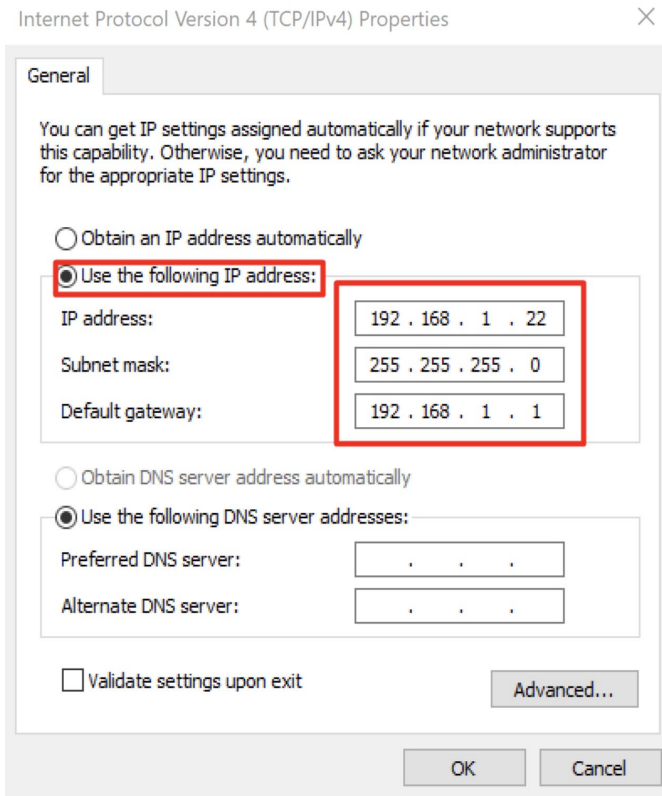 Internet Protocol Version 4 (TCP/IPv4) Properties
General
You can get IP settings assigned automatically if your network supports
this capability. Otherwise, you need to ask your network administrator
for the appropriate IP settings.
Obtain an IP address automatically
Use the following IP address:
IP address: 192 . 168 . 1 . 22
Subnet mask: 255 . 255 . 255 . 0
Default gateway: 192 . 168 . 1 . 1
Obtain DNS server address automatically
Use the following DNS server addresses:
Preferred DNS server: . . .
Alternate DNS server: . . .
Validate settings upon exit
Advanced...
OK Cancel